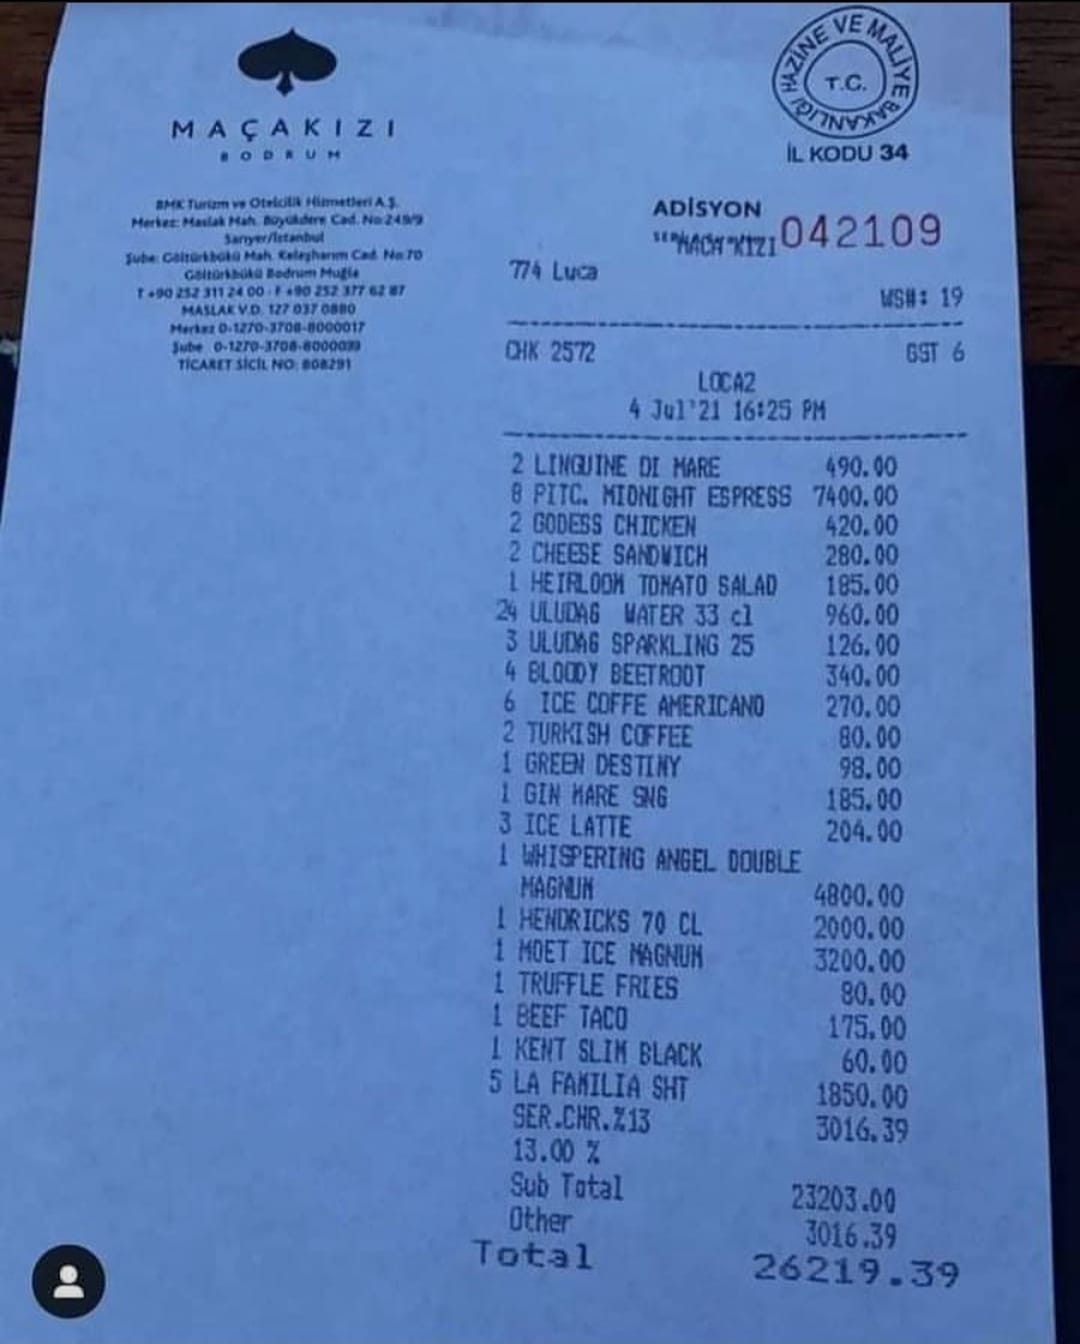 MAÇAKIZI
BODRUM
BMK Turizm ve Otelcilik Hizmetleri A.Ş.
Merkez: Maslak Mah. Büyükdere Cad. No:249/9
Sarıyer/İstanbul
Şube: Göltürkbükü Mah. Keleşharım Cad. No:70
Göltürkbükü Bodrum Muğla
T +90 252 311 24 00 - F +90 252 377 62 87
MASLAK V.D. 127 037 0880
Merkez 0-1270-3708-8000017
Şube 0-1270-3708-8000039
TİCARET SİCİL NO: 808291
HAZİNE VE MALİYE BAKANLIĞI
T.C.
İL KODU 34
ADİSYON
MACA KIZI 042109
774 Luca
WS#: 19
CHK 2572 GST 6
LOCA2
4 Jul'21 16:25 PM
2 LINGUINE DI MARE 490.00
8 PITC. MIDNIGHT ESPRESS 7400.00
2 GODESS CHICKEN 420.00
2 CHEESE SANDWICH 280.00
1 HEIRLOOM TOMATO SALAD 185.00
24 ULUDAG WATER 33 cl 960.00
3 ULUDAG SPARKLING 25 126.00
4 BLOODY BEETROOT 340.00
6 ICE COFFE AMERICANO 270.00
2 TURKISH COFFEE 80.00
1 GREEN DESTINY 98.00
1 GIN MARE SNG 185.00
3 ICE LATTE 204.00
1 WHISPERING ANGEL DOUBLE
MAGNUM 4800.00
1 HENDRICKS 70 CL 2000.00
1 MOET ICE MAGNUM 3200.00
1 TRUFFLE FRIES 80.00
1 BEEF TACO 175.00
1 KENT SLIM BLACK 60.00
5 LA FAMILIA SHT 1850.00
SER.CHR.%13 3016.39
13.00 %
Sub Total 23203.00
Other 3016.39
Total 26219.39